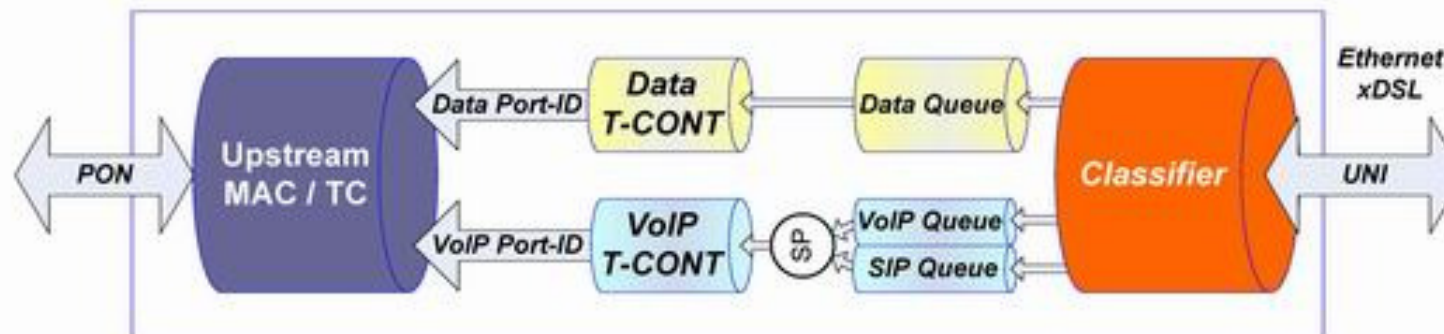 Ethernet
xDSL
PON
Upstream
MAC / TC
Data Port-ID
Data
T-CONT
Data Queue
Classifier
UNI
VoIP Port-ID
VoIP
T-CONT
SP
VoIP Queue
SIP Queue